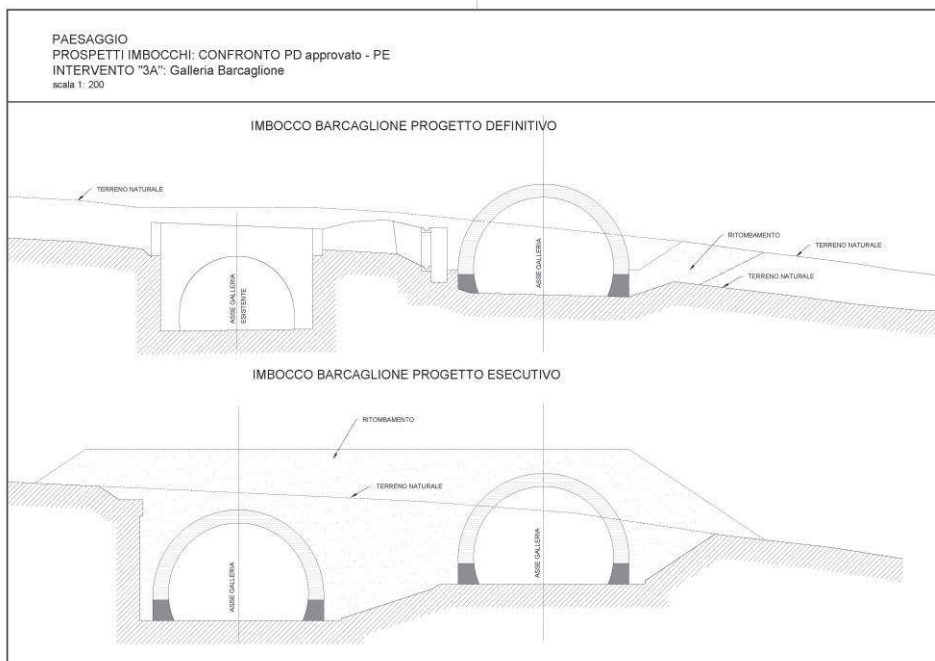 PAESAGGIO
PROSPETTI IMBOCCHI: CONFRONTO PD approvato - PE
INTERVENTO "3A": Galleria Barcaglione
scala 1: 200
IMBOCCO BARCAGLIONE PROGETTO DEFINITIVO
TERRENO NATURALE
RITOMBAMENTO
TERRENO NATURALE
TERRENO NATURALE
ASSE GALLERIA
ESISTENTE
ASSE GALLERIA
IMBOCCO BARCAGLIONE PROGETTO ESECUTIVO
RITOMBAMENTO
TERRENO NATURALE
ASSE GALLERIA
ASSE GALLERIA